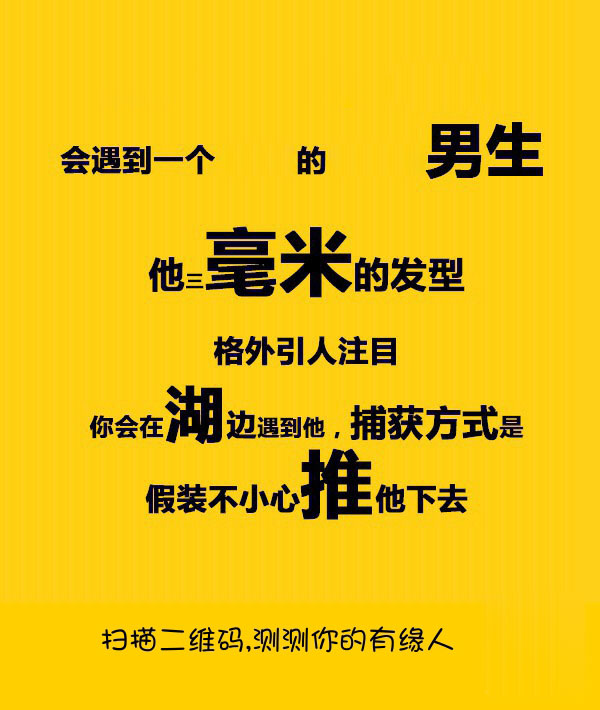 会遇到一个 的 男生
他三毫米的发型
格外引人注目
你会在湖边遇到他，捕获方式是
假装不小心推他下去
扫描二维码,测测你的有缘人